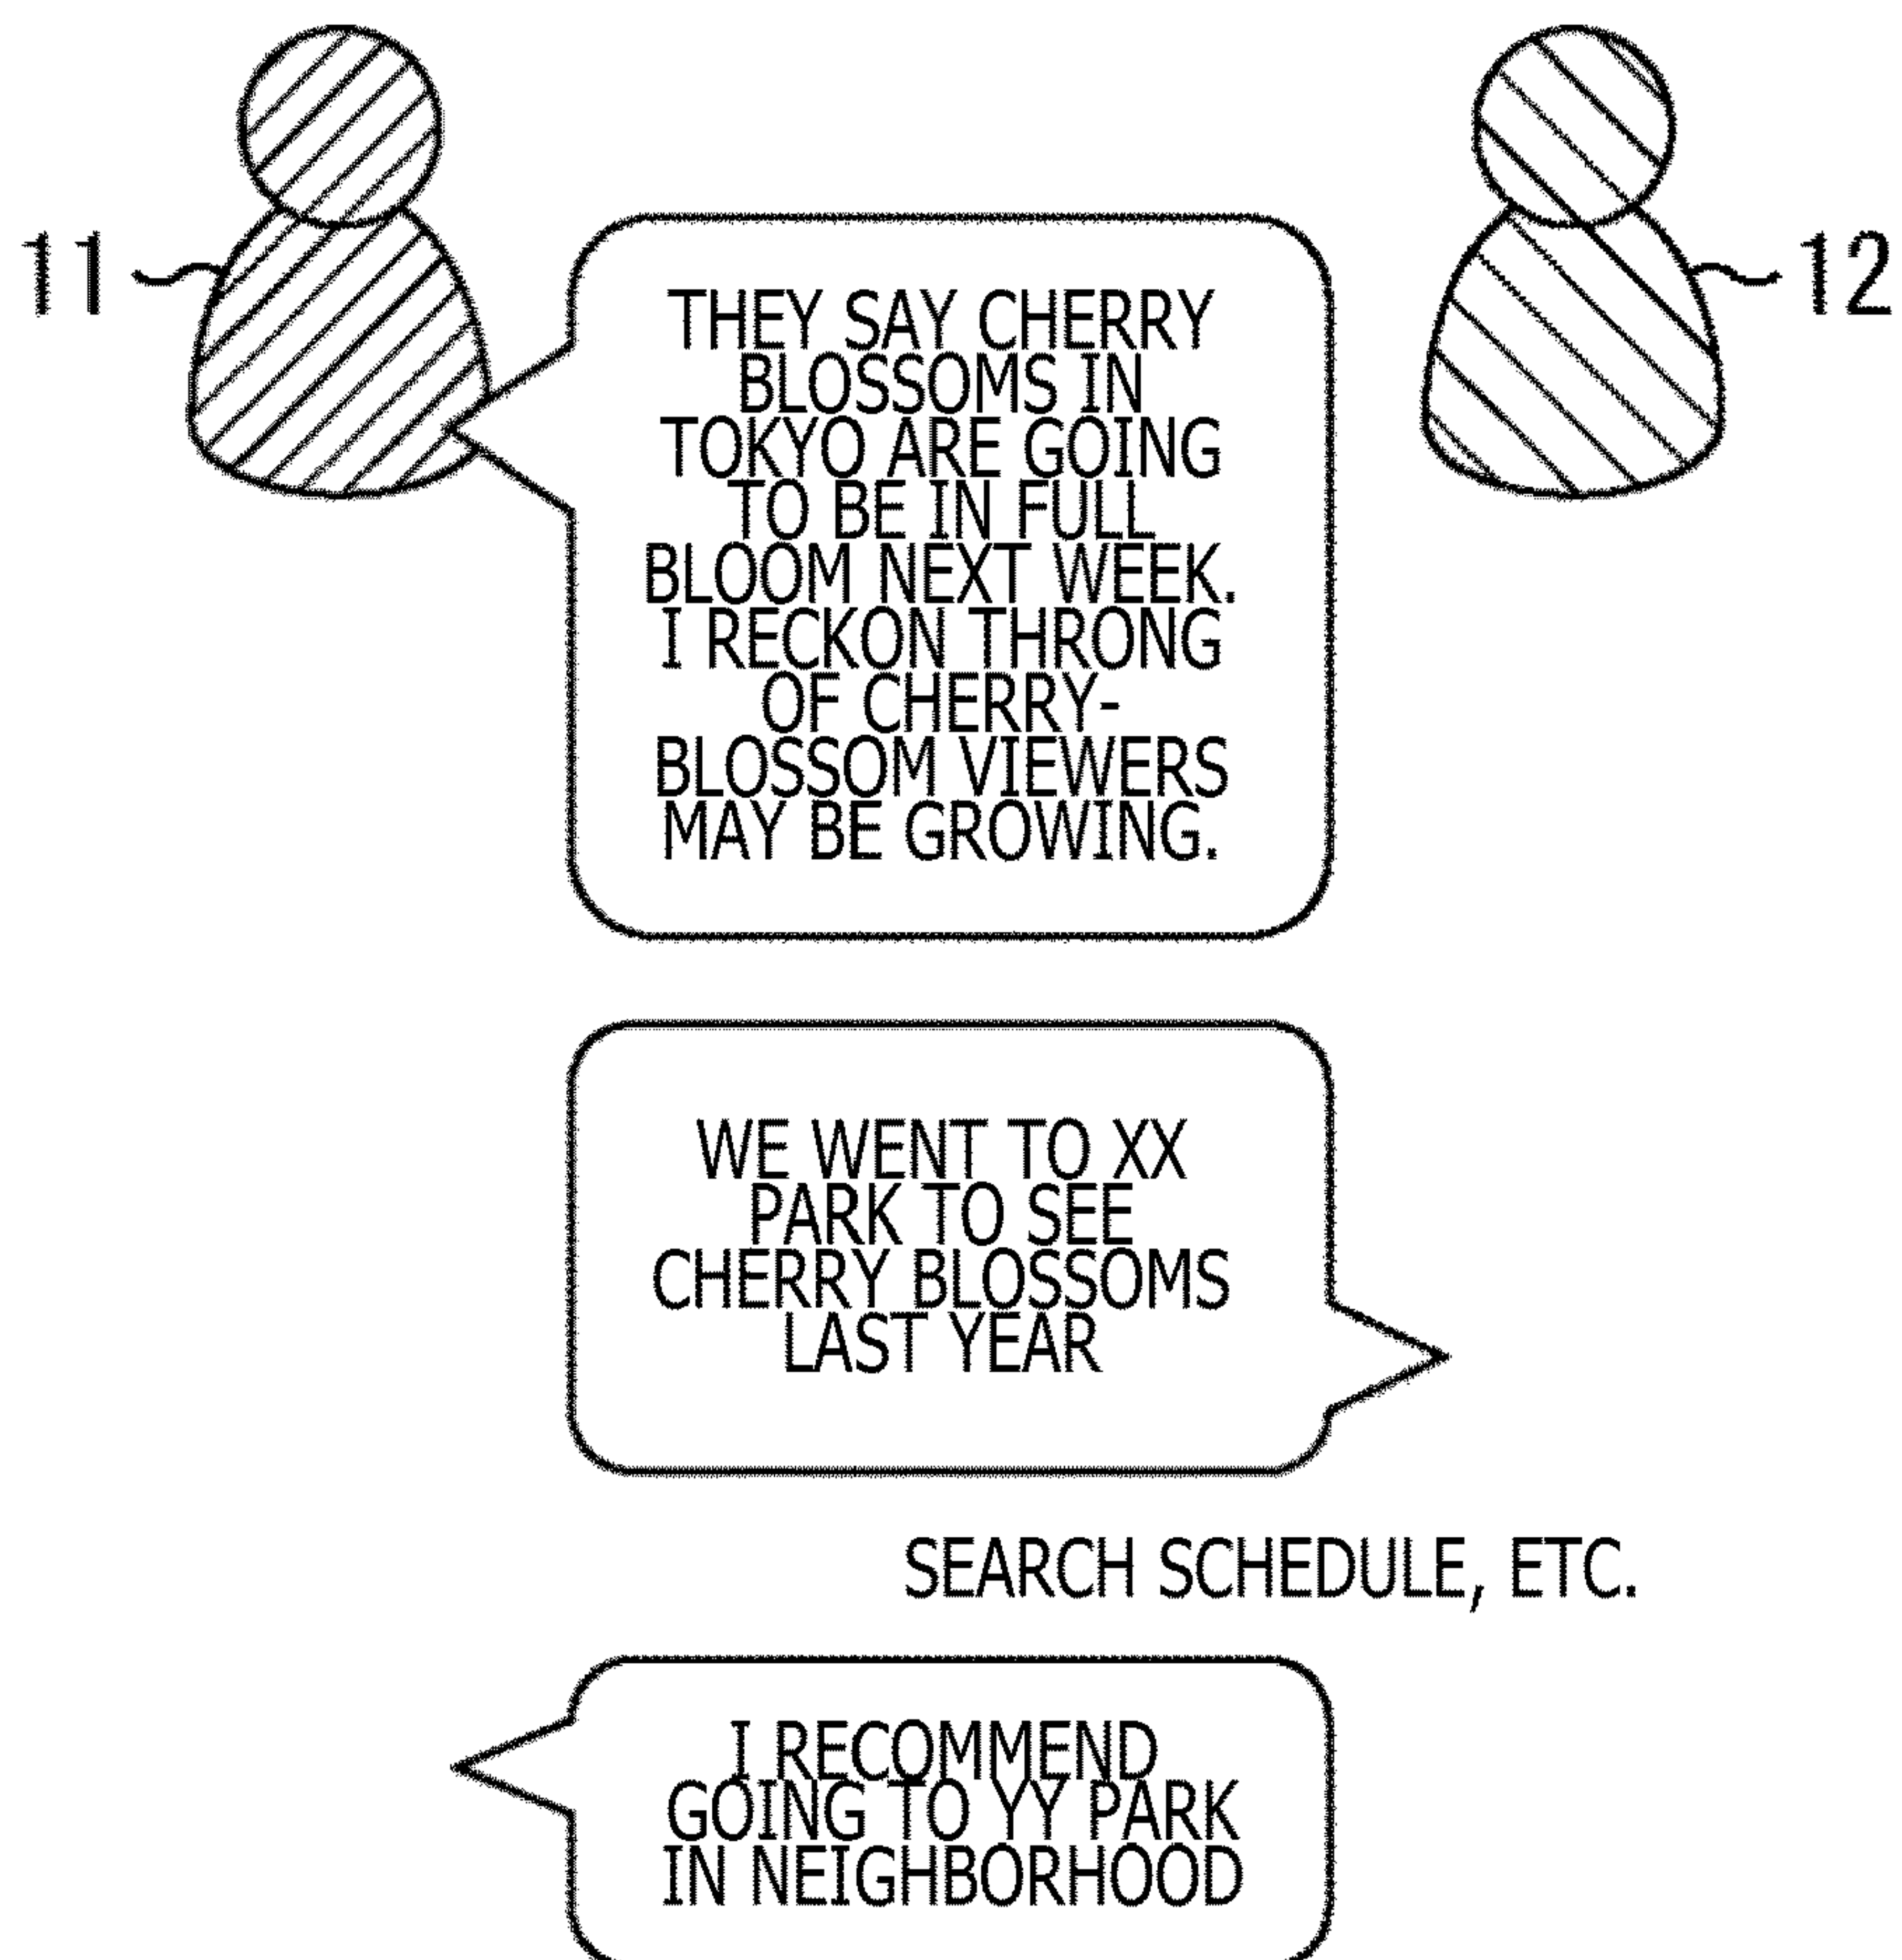 11
12
THEY SAY CHERRY
BLOSSOMS IN
TOKYO ARE GOING
TO BE IN FULL
BLOOM NEXT WEEK.
I RECKON THRONG
OF CHERRY-
BLOSSOM VIEWERS
MAY BE GROWING.
WE WENT TO XX
PARK TO SEE
CHERRY BLOSSOMS
LAST YEAR
SEARCH SCHEDULE, ETC.
I RECOMMEND
GOING TO YY PARK
IN NEIGHBORHOOD